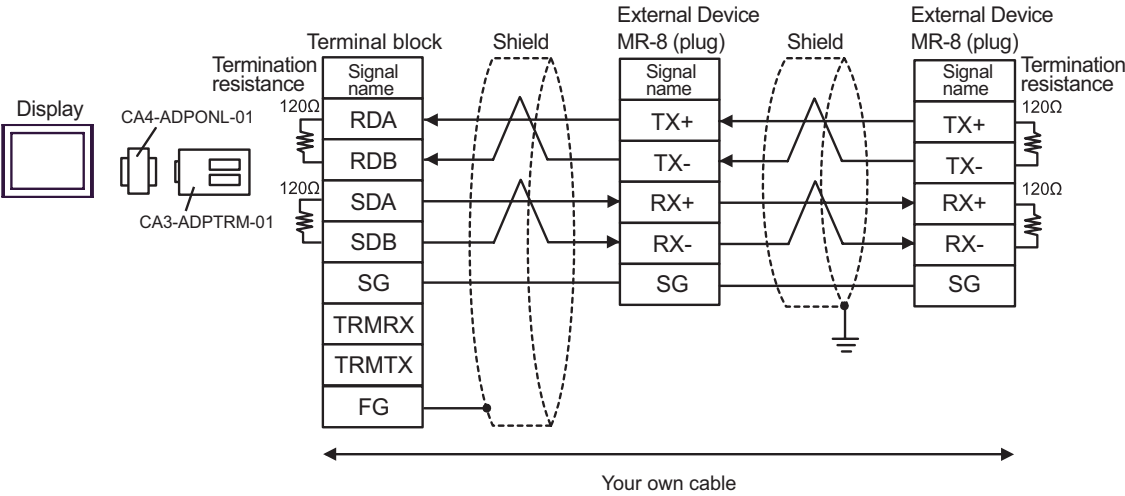 Display
CA4-ADPONL-01
CA3-ADPTRM-01
Termination
resistance
120Ω
120Ω
Terminal block
Signal
name
RDA
RDB
SDA
SDB
SG
TRMRX
TRMTX
FG
Shield
External Device
MR-8 (plug)
Signal
name
TX+
TX-
RX+
RX-
SG
Shield
External Device
MR-8 (plug)
Signal
name
TX+
TX-
RX+
RX-
SG
Termination
resistance
120Ω
120Ω
Your own cable